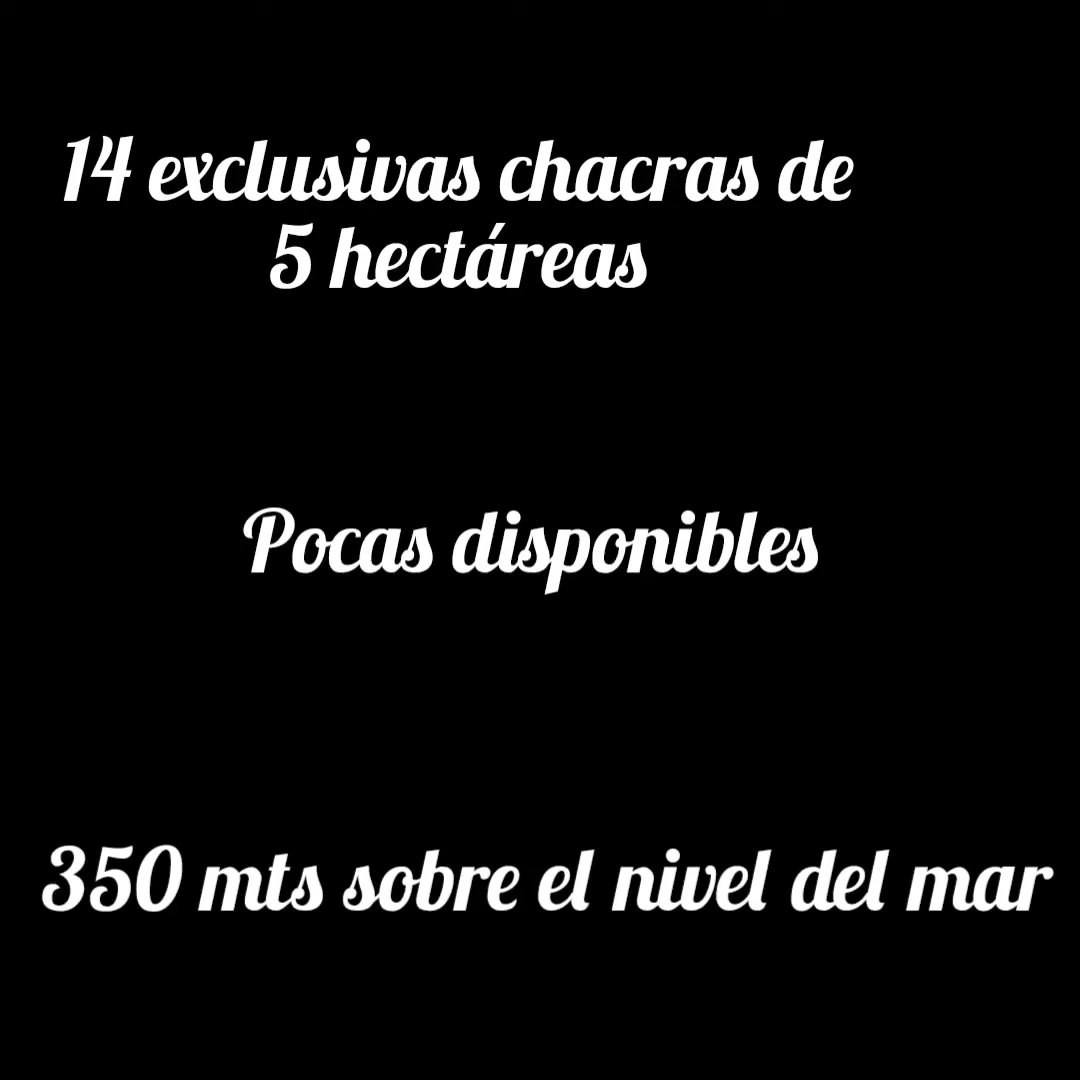 14 exclusivas chacras de
5 hectáreas
Pocas disponibles
350 mts sobre el nivel del mar